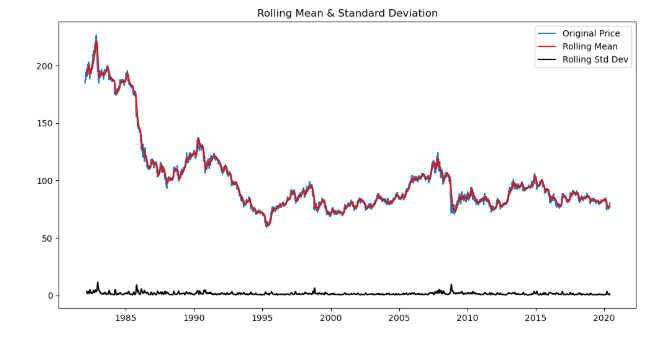 Rolling Mean & Standard Deviation
Original Price
Rolling Mean
Rolling Std Dev
200
150
100
50
0
1985 1990 1995 2000 2005 2010 2015 2020